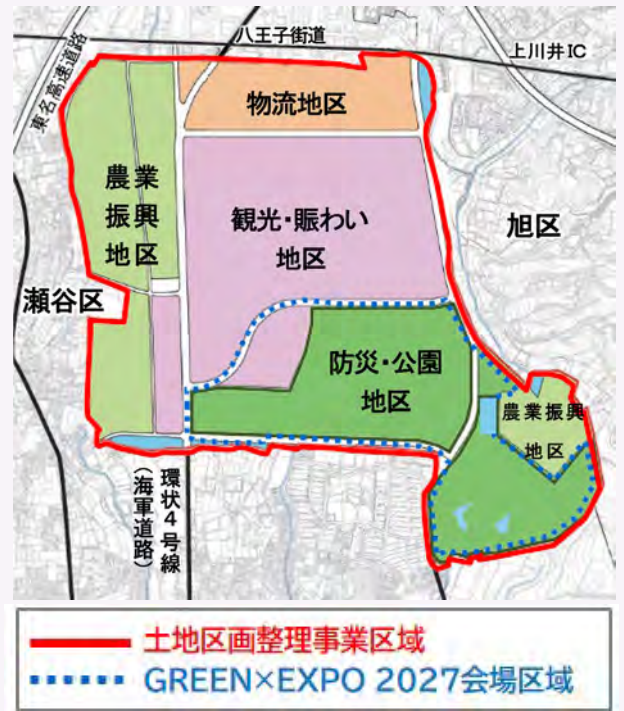 八王子街道
上川井IC
東名高速道路
物流地区
農業
振興
地区
観光・賑わい
地区
旭区
瀬谷区
防災・公園
地区
農業振興
地区
環状4号線
(海軍道路)
土地区画整理事業区域
GREEN×EXPO 2027会場区域